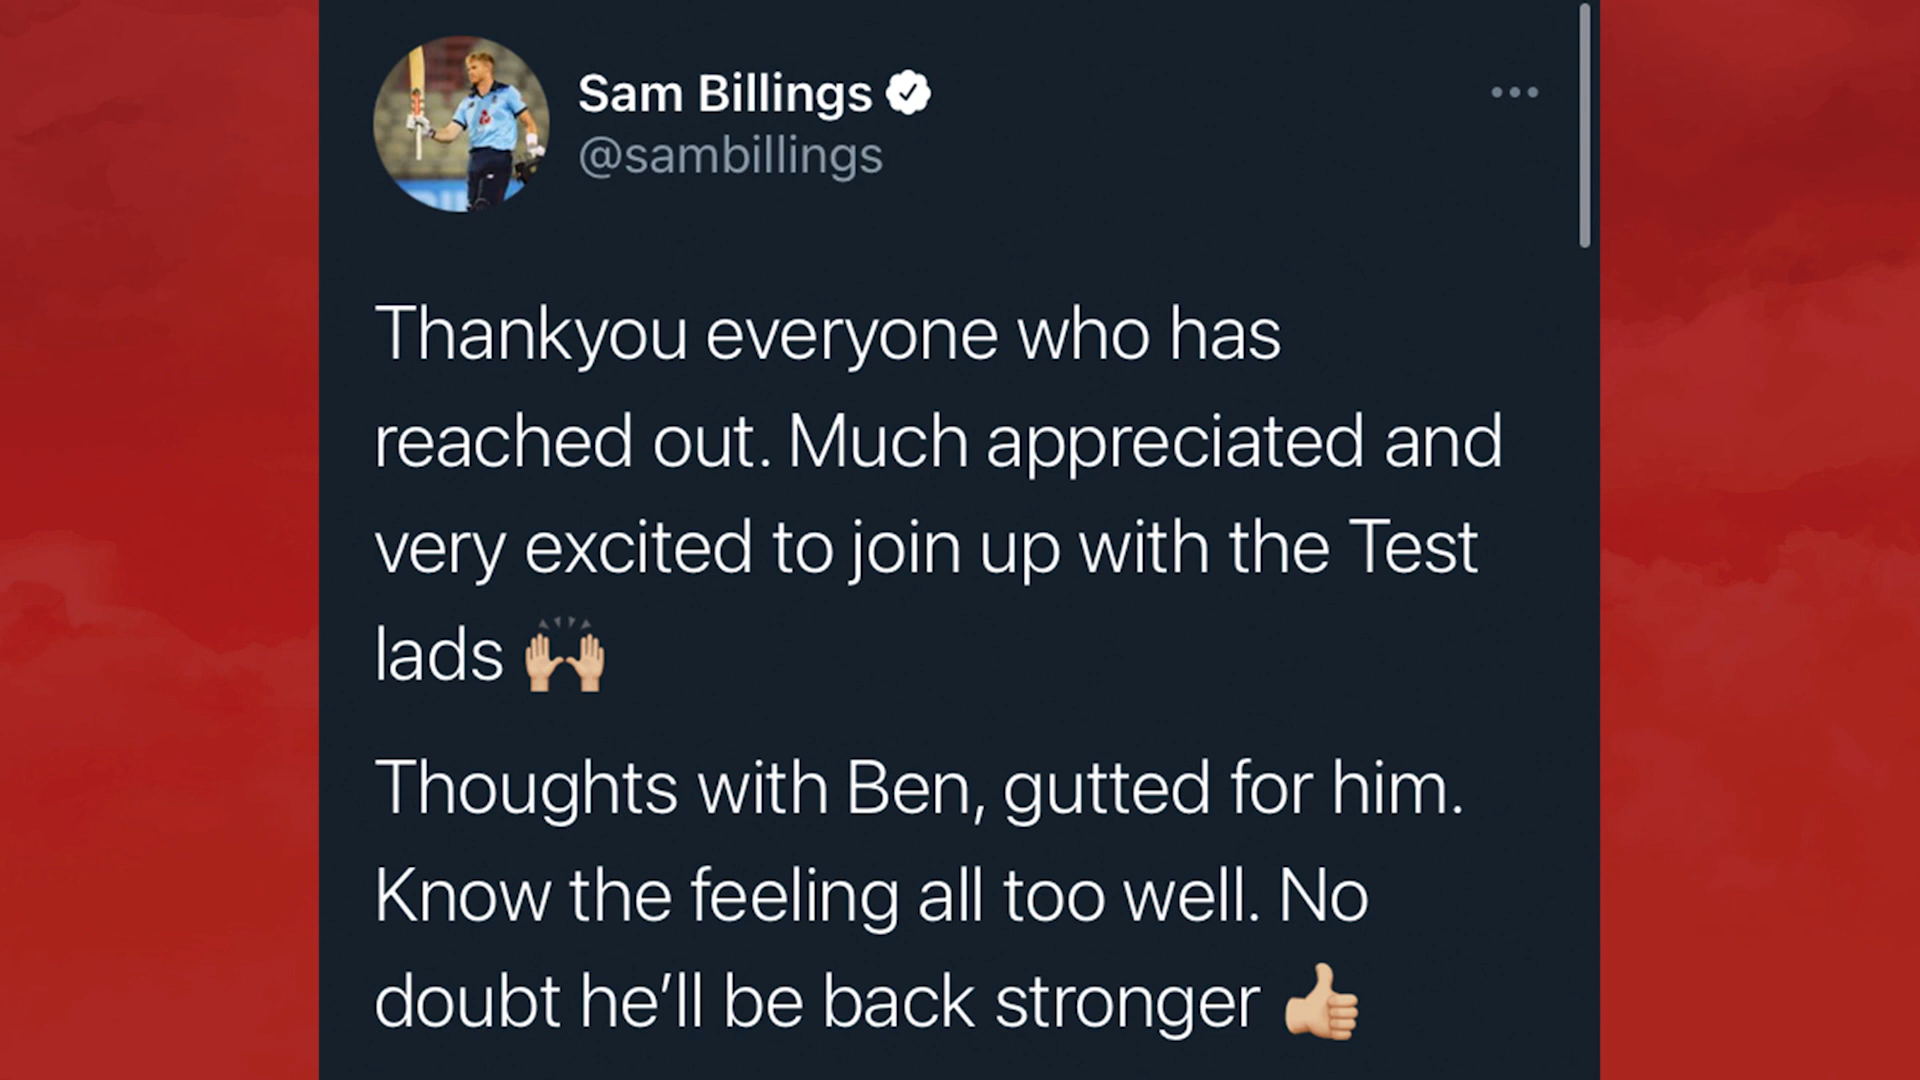 Sam Billings
@sambillings
Thankyou everyone who has
reached out. Much appreciated and
very excited to join up with the Test
lads 🙌🏼
Thoughts with Ben, gutted for him.
Know the feeling all too well. No
doubt he’ll be back stronger 👍🏼